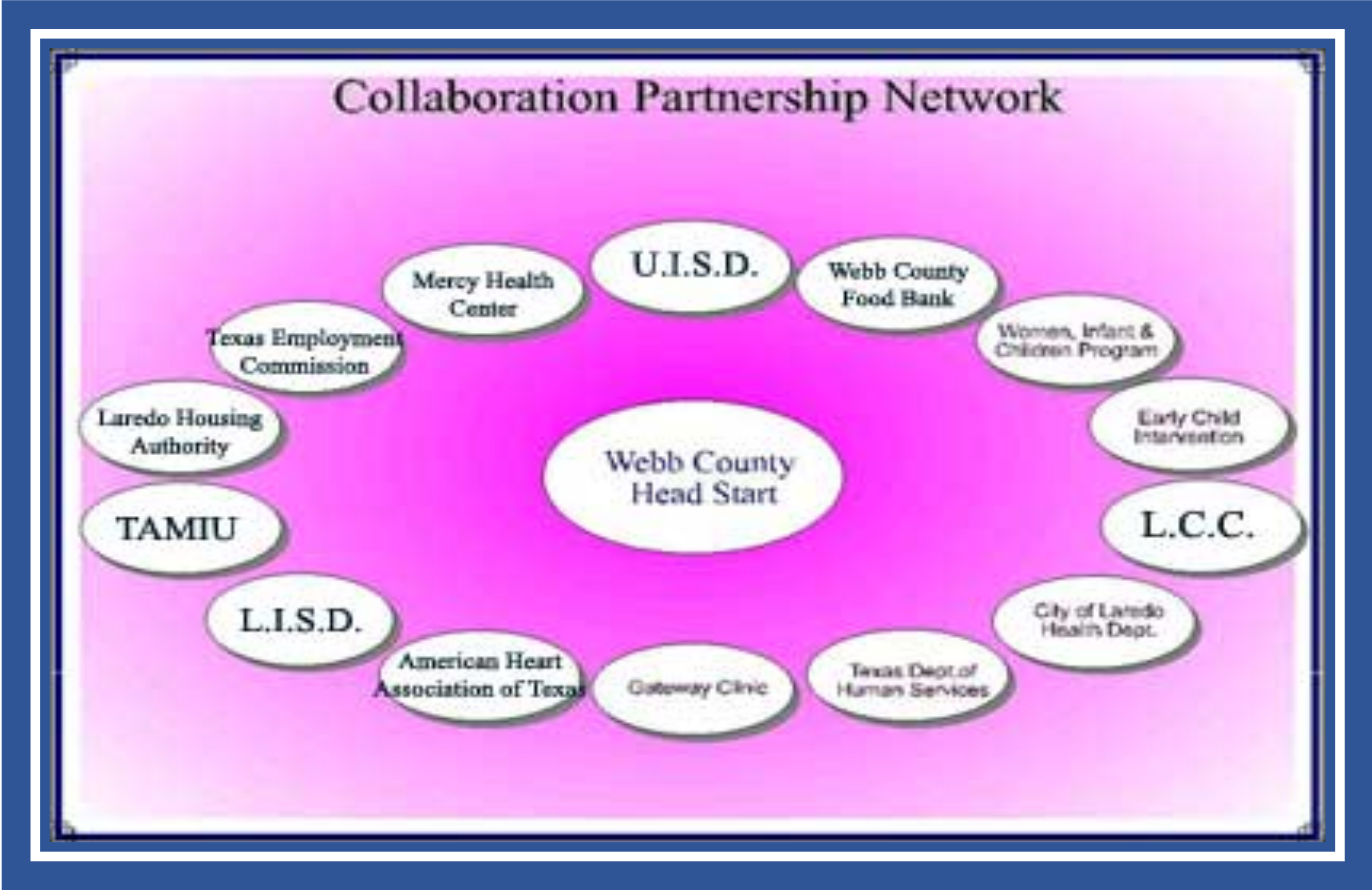 Collaboration Partnership Network
U.I.S.D.
Mercy Health
Center
Webb County
Food Bank
Texas Employment
Commission
Women, Infant &
Children Program
Laredo Housing
Authority
Early Child
Intervention
Webb County
Head Start
TAMIU
L.C.C.
L.I.S.D.
City of Laredo
Health Dept.
American Heart
Association of Texas
Gateway Clinic
Texas Dept.of
Human Services